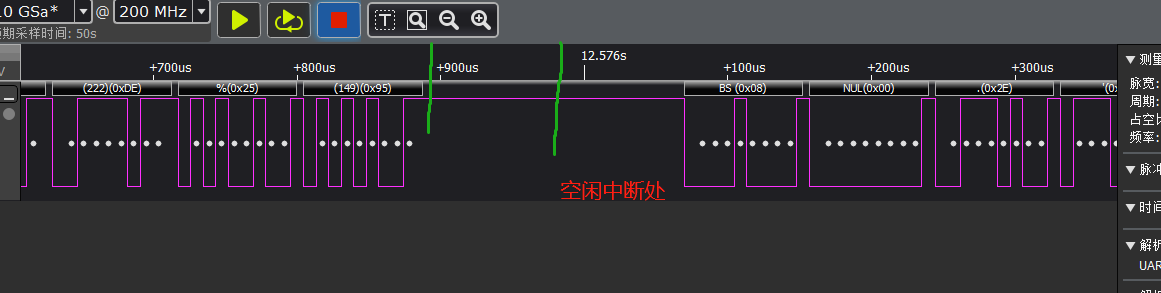 0 GSa*
@
200 MHz
期采样时间: 50s
T
12.576s
+700us
+800us
+900us
+100us
+200us
+300us
(222)(0xDE)
%(0x25)
(149)(0x95)
BS (0x08)
NUL(0x00)
.(0x2E)
'(0x
空闲中断处
测量
脉宽:
周期:
占空比
频率:
脉冲
时间
解析
UAR